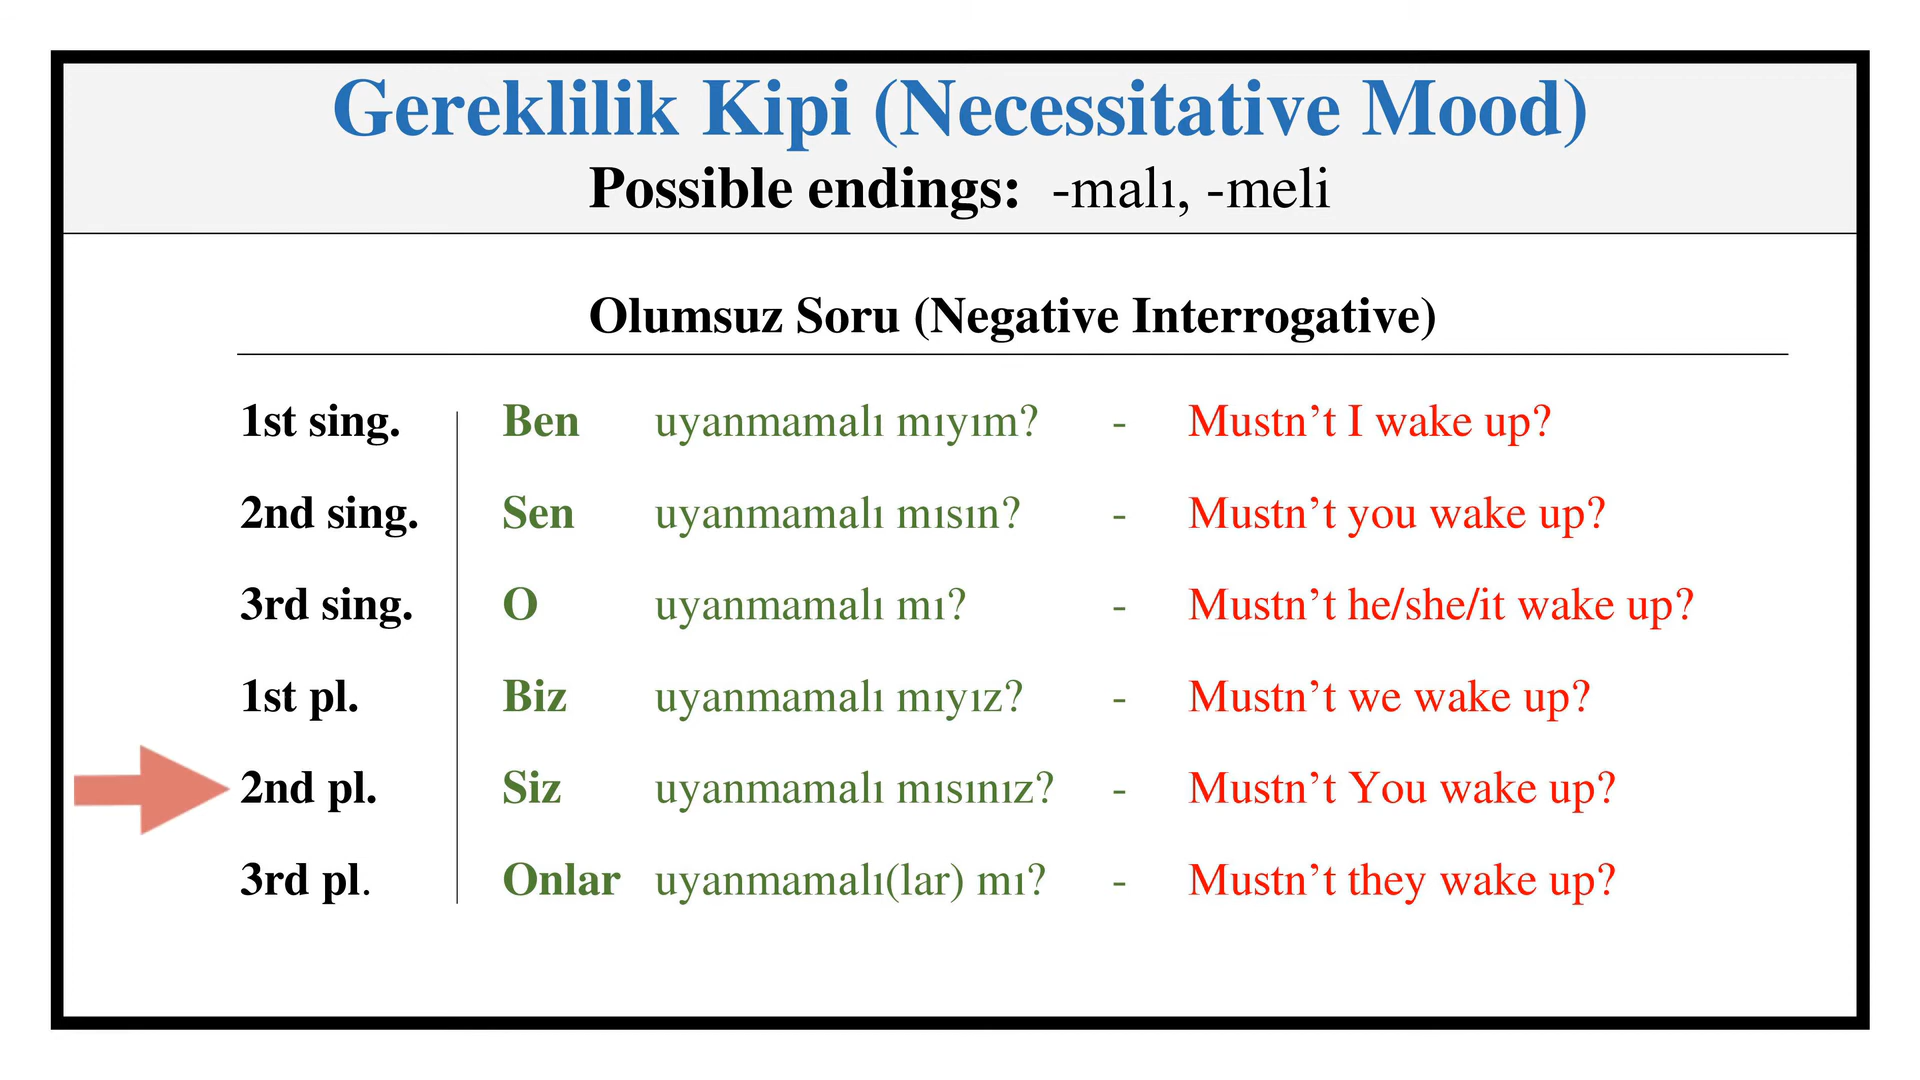 Gereklilik Kipi (Necessitative Mood)
Possible endings: -malı, -meli
Olumsuz Soru (Negative Interrogative)
1st sing. Ben uyanmamalı mıyım? - Mustn’t I wake up?
2nd sing. Sen uyanmamalı mısın? - Mustn’t you wake up?
3rd sing. O uyanmamalı mı? - Mustn’t he/she/it wake up?
1st pl. Biz uyanmamalı mıyız? - Mustn’t we wake up?
2nd pl. Siz uyanmamalı mısınız? - Mustn’t You wake up?
3rd pl. Onlar uyanmamalı(lar) mı? - Mustn’t they wake up?